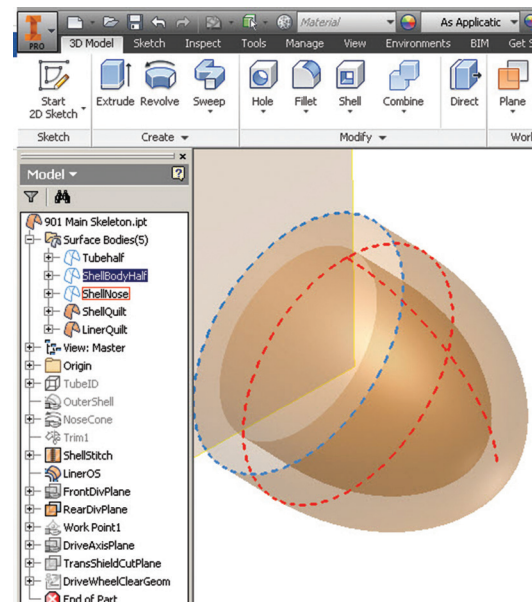 Material
As Applicatic
PRO
3D Model Sketch Inspect Tools Manage View Environments BIM Get S
Start
2D Sketch
Extrude Revolve Sweep
Hole Fillet Shell Combine
Direct Plane
Sketch Create Modify Work
Model
901 Main Skeleton.ipt
Surface Bodies(5)
Tubehalf
ShellBodyHalf
ShellNose
ShellQuilt
LinerQuilt
View: Master
Origin
TubeID
OuterShell
NoseCone
Trim1
ShellStitch
LinerOS
FrontDivPlane
RearDivPlane
Work Point1
DriveAxisPlane
TransShieldCutPlane
DriveWheelClearGeom
End of Part